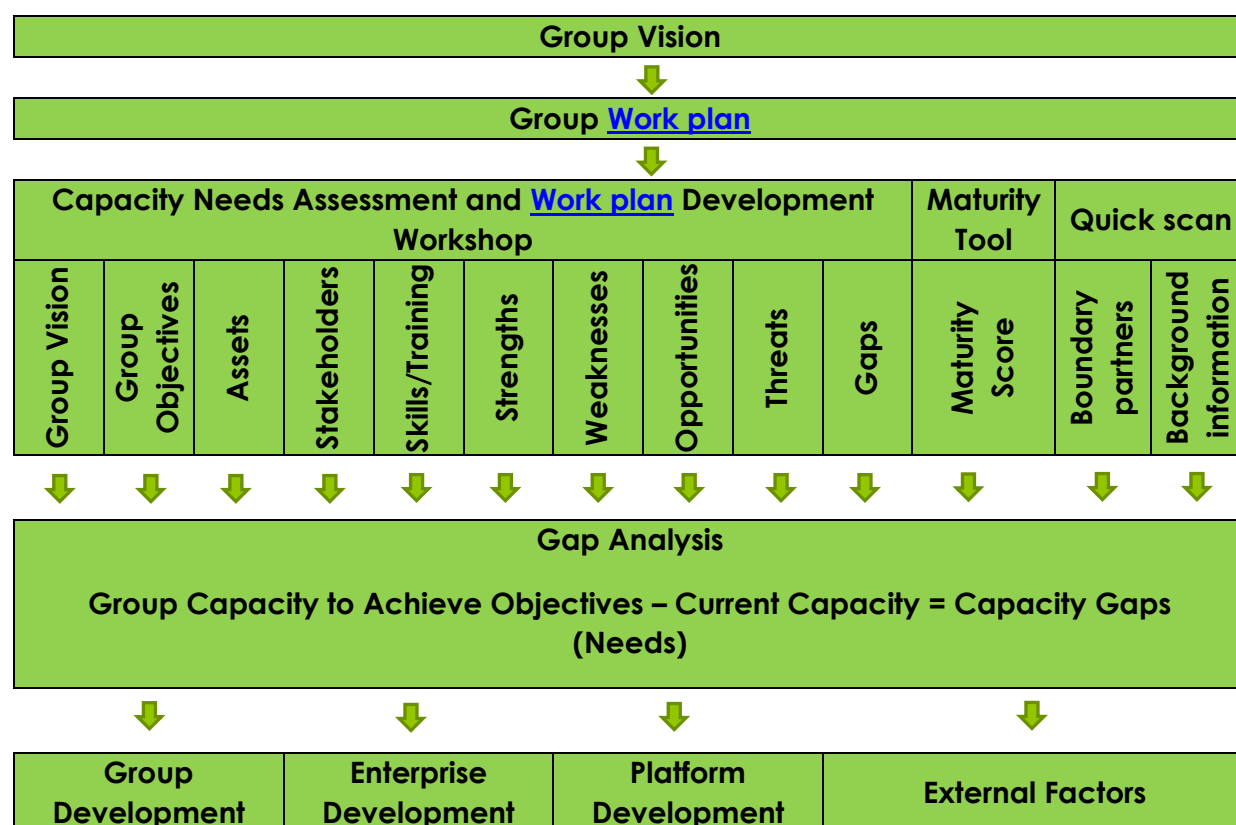 Group Vision
Group Work plan
Capacity Needs Assessment and Work plan Development
Workshop
Maturity
Tool
Quick scan
Group Vision
Group
Objectives
Assets
Stakeholders
Skills/Training
Strengths
Weaknesses
Opportunities
Threats
Gaps
Maturity
Score
Boundary
partners
Background
information
Gap Analysis
Group Capacity to Achieve Objectives – Current Capacity = Capacity Gaps
(Needs)
Group
Development
Enterprise
Development
Platform
Development
External Factors